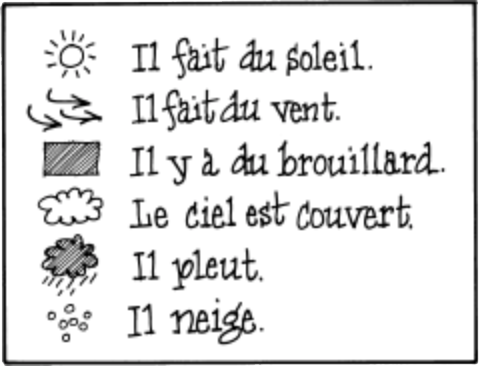 Il fait du soleil.
Il fait du vent.
Il y à du brouillard.
Le ciel est couvert.
Il pleut.
Il neige.